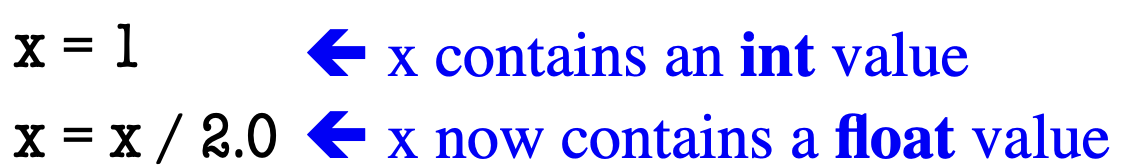 x = 1 ← x contains an int value
x = x / 2.0 ← x now contains a float value